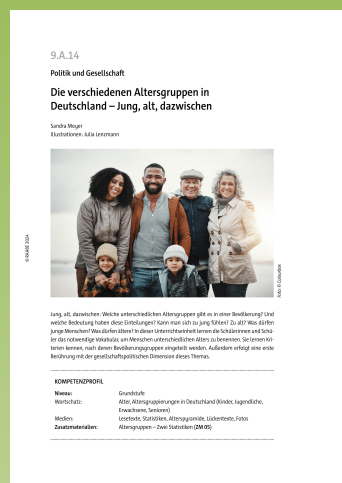 9.A.14
Politik und Gesellschaft
Die verschiedenen Altersgruppen in
Deutschland – Jung, alt, dazwischen
Sandra Meyer
Illustrationen: Julia Lenzmann
© RAABE 2024
Jung, alt, dazwischen: Welche unterschiedlichen Altersgruppen gibt es in einer Bevölkerung? Und
welche Bedeutung haben diese Einteilungen? Kann man sich zu jung fühlen? Zu alt? Was dürfen
junge Menschen? Was dürfen ältere? In dieser Unterrichtseinheit lernen die Schülerinnen und Schü-
ler das notwendige Vokabular, um Menschen unterschiedlichen Alters zu benennen. Sie lernen Kri-
terien kennen, nach denen Bevölkerungsgruppen eingeteilt werden. Außerdem erfolgt eine erste
Berührung mit der gesellschaftspolitischen Dimension dieses Themas.
KOMPETENZPROFIL
Niveau: Grundstufe
Wortschatz: Alter, Altersgruppierungen in Deutschland (Kinder, Jugendliche,
Erwachsene, Senioren)
Medien: Lesetexte, Statistiken, Alterspyramide, Lückentexte, Fotos
Zusatzmaterialien: Altersgruppen – Zwei Statistiken (ZM 05)